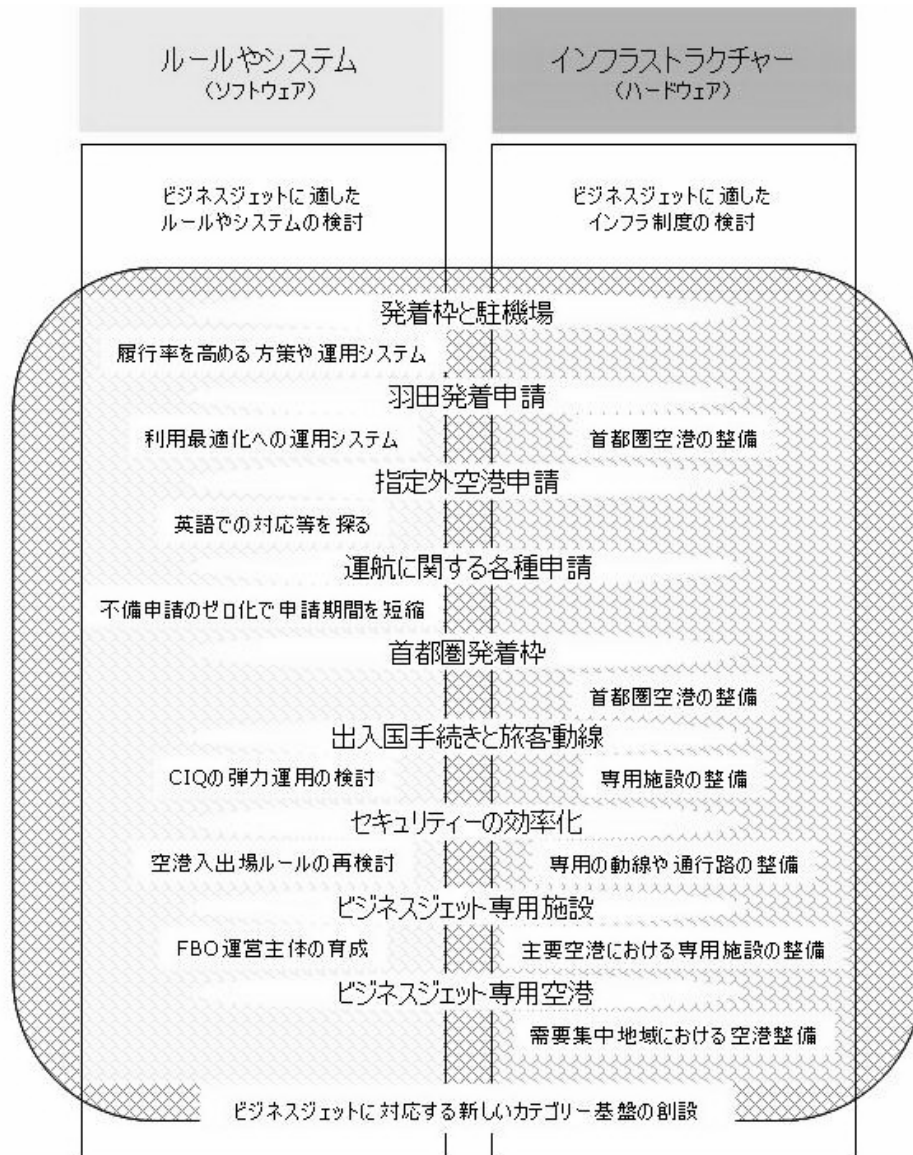 ルールやシステム
（ソフトウェア）
インフラストラクチャー
（ハードウェア）
ビジネスジェットに適した
ルールやシステムの検討
ビジネスジェットに適した
インフラ制度の検討
発着枠と駐機場
履行率を高める方策や運用システム
羽田発着申請
利用最適化への運用システム
首都圏空港の整備
指定外空港申請
英語での対応等を探る
運航に関する各種申請
不備申請のゼロ化で申請期間を短縮
首都圏発着枠
首都圏空港の整備
出入国手続きと旅客動線
CIQの弾力運用の検討
専用施設の整備
セキュリティーの効率化
空港入出場ルールの再検討
専用の動線や通行路の整備
ビジネスジェット専用施設
FBO運営主体の育成
主要空港における専用施設の整備
ビジネスジェット専用空港
需要集中地域における空港整備
ビジネスジェットに対応する新しいカテゴリー基盤の創設